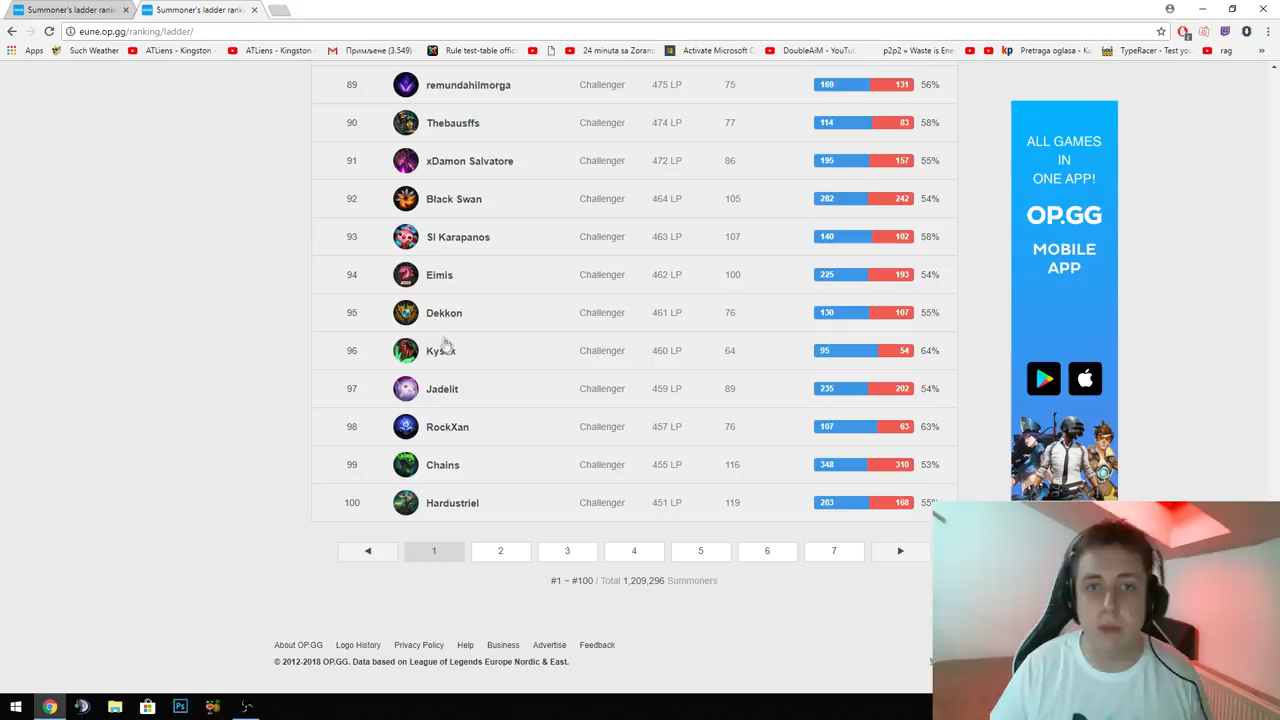 Summoner's ladder rank
Summoner's ladder rank
eune.op.gg/ranking/ladder/
Apps
Such Weather
ATLiens - Kingston
ATLiens - Kingston
Примљене (3.549)
Rule test-table offic
24 minuta sa Zoranom
Activate Microsoft O
DoubleAiM - YouTube
p2p2 » Waste is Ener
Pretraga oglasa - Ku
TypeRacer - Test you
rag
89 remundahilmorga Challenger 475 LP 75 169 131 56%
90 Thebausffs Challenger 474 LP 77 114 83 58%
91 xDamon Salvatore Challenger 472 LP 86 195 157 55%
92 Black Swan Challenger 464 LP 105 282 242 54%
93 SI Karapanos Challenger 463 LP 107 140 102 58%
94 Eimis Challenger 462 LP 100 225 193 54%
95 Dekkon Challenger 461 LP 76 130 107 55%
96 Challenger 460 LP 64 95 54 64%
97 Jadelit Challenger 459 LP 89 235 202 54%
98 RockXan Challenger 457 LP 76 107 63 63%
99 Chains Challenger 455 LP 116 348 310 53%
100 Hardustriel Challenger 451 LP 119 203 168 55%
1 2 3 4 5 6 7
#1 ~ #100 / Total 1,209,296 Summoners
About OP.GG Logo History Privacy Policy Help Business Advertise Feedback
© 2012-2018 OP.GG. Data based on League of Legends Europe Nordic & East.
ALL GAMES
IN
ONE APP!
OP.GG
MOBILE
APP